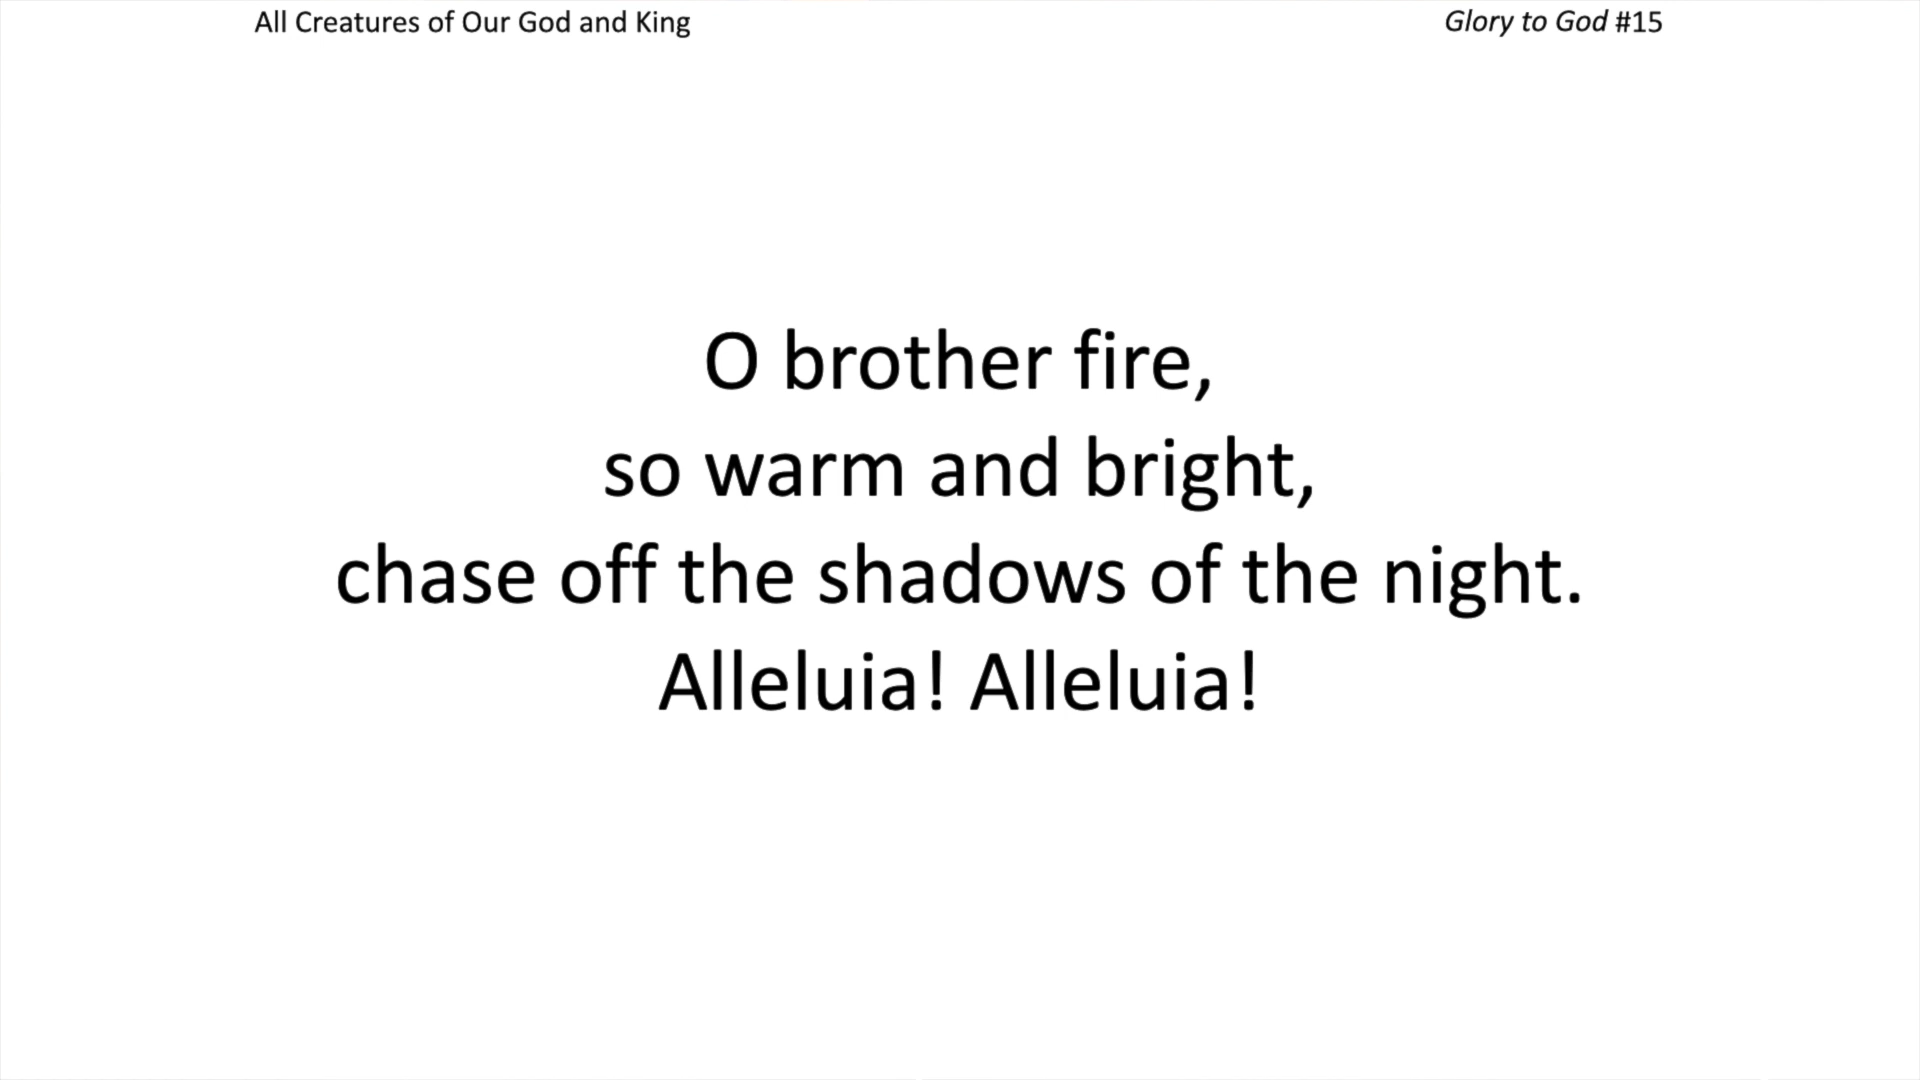 All Creatures of Our God and King
Glory to God #15
O brother fire,
so warm and bright,
chase off the shadows of the night.
Alleluia! Alleluia!